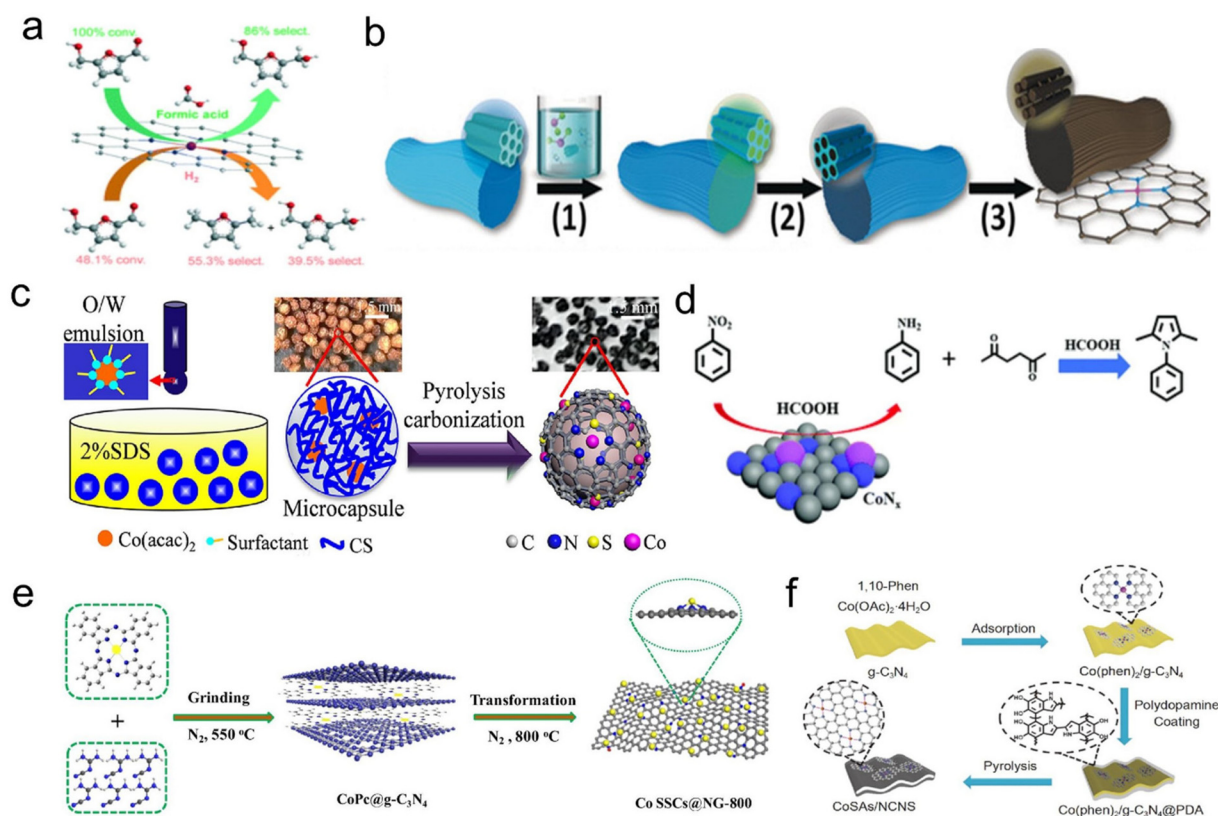 a
100% conv.
86% select.
Formic acid
H₂
48.1% conv.
55.3% select.
+
39.5% select.
b
(1)
(2)
(3)
c
O/W
emulsion
2%SDS
Microcapsule
Pyrolysis
carbonization
Co(acac)₂
Surfactant
CS
C
N
S
Co
d
NO₂
NH₂
+
O
O
HCOOH
N
HCOOH
CoNₓ
e
+
Grinding
N₂, 550 °C
CoPc@g-C₃N₄
Transformation
N₂ , 800 °C
Co SSCs@NG-800
f
1,10-Phen
Co(OAc)₂·4H₂O
g-C₃N₄
Adsorption
Co(phen)₂/g-C₃N₄
Polydopamine
Coating
Co(phen)₂/g-C₃N₄@PDA
Pyrolysis
CoSAs/NCNS